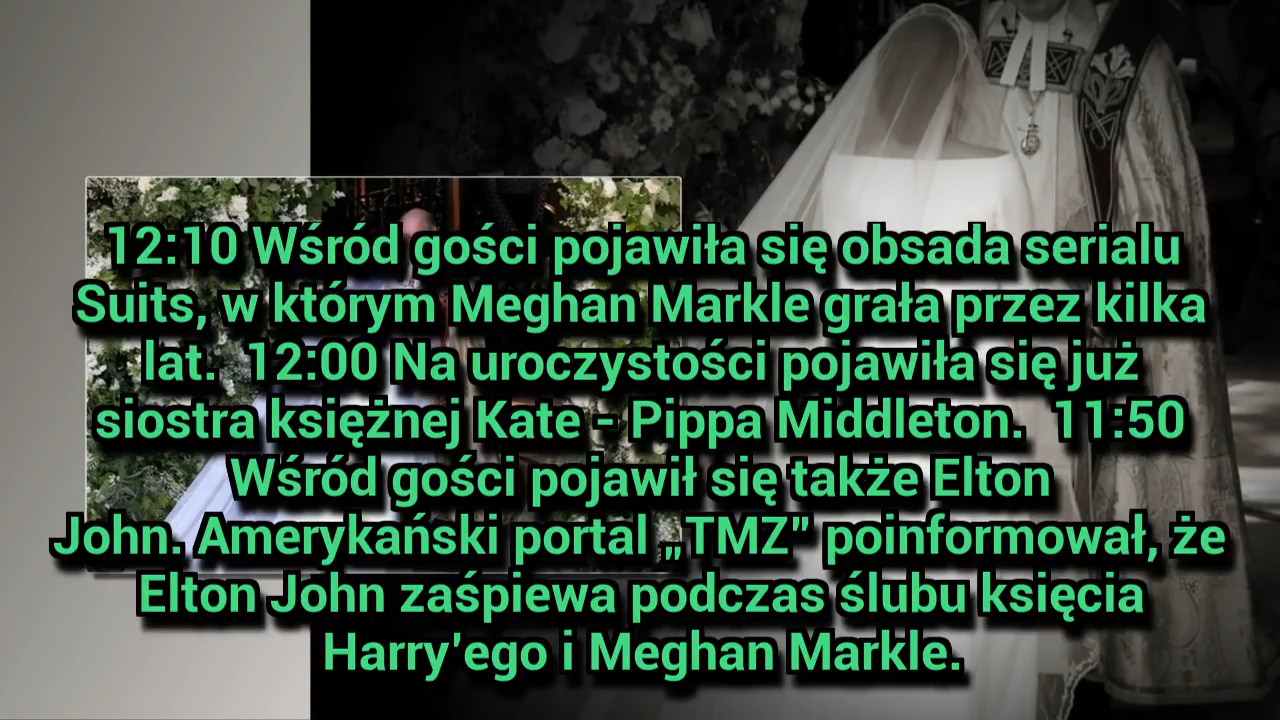 12:10 Wśród gości pojawiła się obsada serialu
Suits, w którym Meghan Markle grała przez kilka
lat.  12:00 Na uroczystości pojawiła się już
siostra księżnej Kate - Pippa Middleton.  11:50
Wśród gości pojawił się także Elton
John. Amerykański portal „TMZ” poinformował, że
Elton John zaśpiewa podczas ślubu księcia
Harry’ego i Meghan Markle.